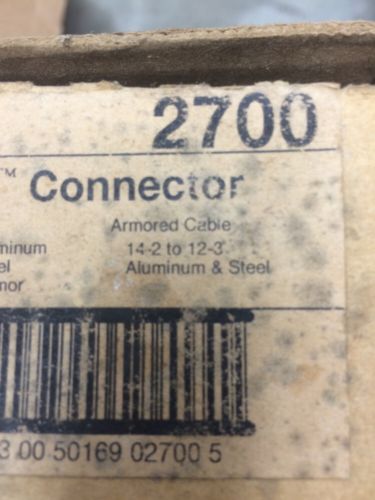 2700
™ Connector
Armored Cable
minum 14-2 to 12-3
el Aluminum & Steel
mor
3 00 50169 02700 5